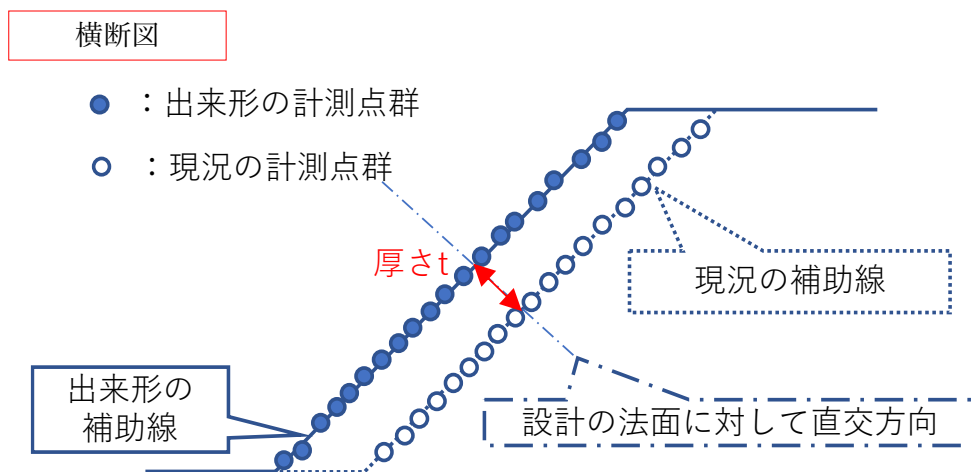 横断図
：出来形の計測点群
：現況の計測点群
厚さt
現況の補助線
出来形の
補助線
設計の法面に対して直交方向